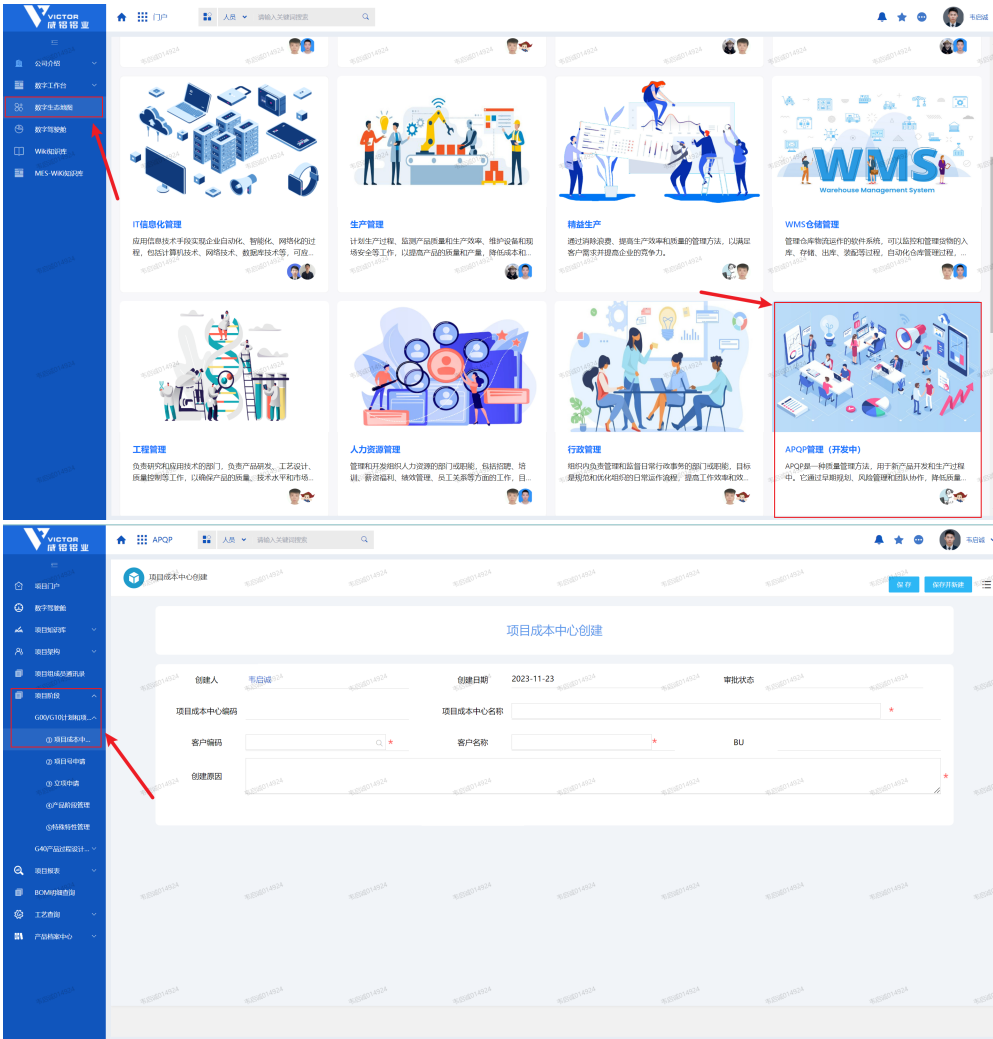 VICTOR
威铝铝业
门户
人员
请输入关键词搜索
韦启诚
公司介绍
数字工作台
数字生态地图
数字驾驶舱
Wiki知识库
MES-WIKI知识库
IT信息化管理
应用信息技术手段实现企业自动化、智能化、网络化的过
程，包括计算机技术、网络技术、数据库技术等，可应...
生产管理
计划生产过程、监测产品质量和生产效率、维护设备和现
场安全等工作，以提高产品的质量和产量，降低成本和...
精益生产
通过消除浪费、提高生产效率和质量的管理方法，以满足
客户需求并提高企业的竞争力。
WMS
Warehouse Management System
WMS仓储管理
管理仓库物流运作的软件系统，可以监控和管理货物的入
库、存储、出库、装配等过程，自动化仓库管理过程，...
工程管理
负责研究和应用技术的部门，负责产品研发、工艺设计、
质量控制等工作，以确保产品的质量、技术水平和市场...
人力资源管理
管理和开发组织人力资源的部门或职能，包括招聘、培
训、薪资福利、绩效管理、员工关系等方面的工作，目...
行政管理
组织内负责管理和监督日常行政事务的部门或职能，目标
是规范和优化组织的日常运作流程，提高工作效率和效...
APQP管理（开发中）
APQP是一种质量管理方法，用于新产品开发和生产过程
中。它通过早期规划、风险管理和团队协作，降低质量...
VICTOR
APQP
人员
请输入关键词搜索
韦启诚
项目门户
数字驾驶舱
项目知识库
项目架构
项目组成员通讯录
项目阶段
G00/G10计划和项...
① 项目成本中...
② 项目号申请
③ 立项申请
④产品阶段管理
⑤特殊特性管理
G40产品过程设计...
项目报表
BOM明细查询
工艺查询
产品档案中心
项目成本中心创建
保 存
保存并新建
项目成本中心创建
创建人
韦启诚
创建日期
2023-11-23
审批状态
项目成本中心编码
项目成本中心名称
*
客户编码
*
客户名称
*
BU
创建原因
*
韦启诚014924